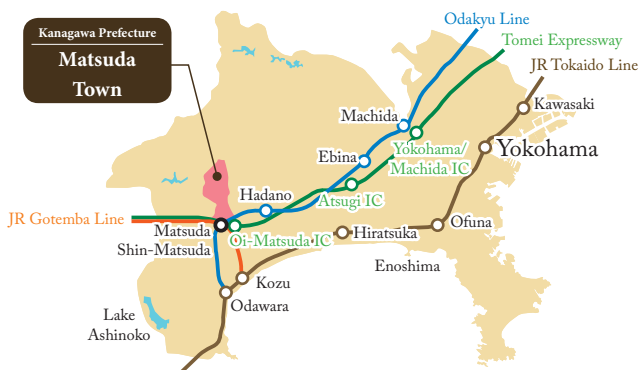 Kanagawa Prefecture
Matsuda
Town
Odakyu Line
Tomei Expressway
JR Tokaido Line
Machida
Kawasaki
Yokohama/
Machida IC
Yokohama
Ebina
Hadano
Atsugi IC
JR Gotemba Line
Matsuda
Shin-Matsuda
Oi-Matsuda IC
Hiratsuka
Ofuna
Enoshima
Kozu
Odawara
Lake
Ashinoko